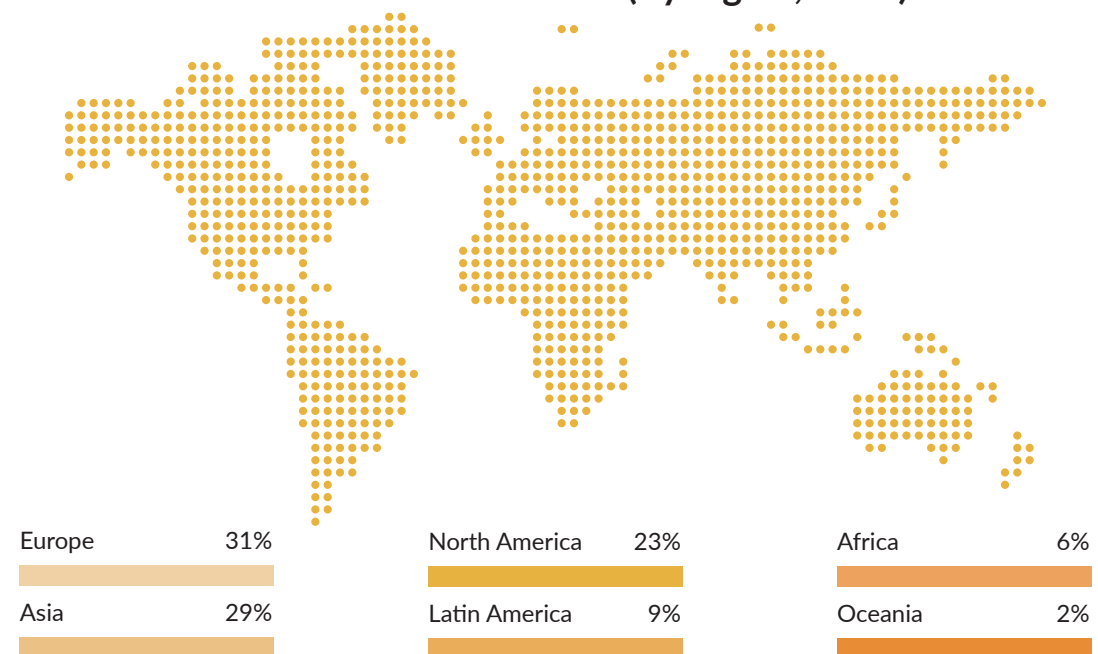 Europe 31%
North America 23%
Africa 6%
Asia 29%
Latin America 9%
Oceania 2%